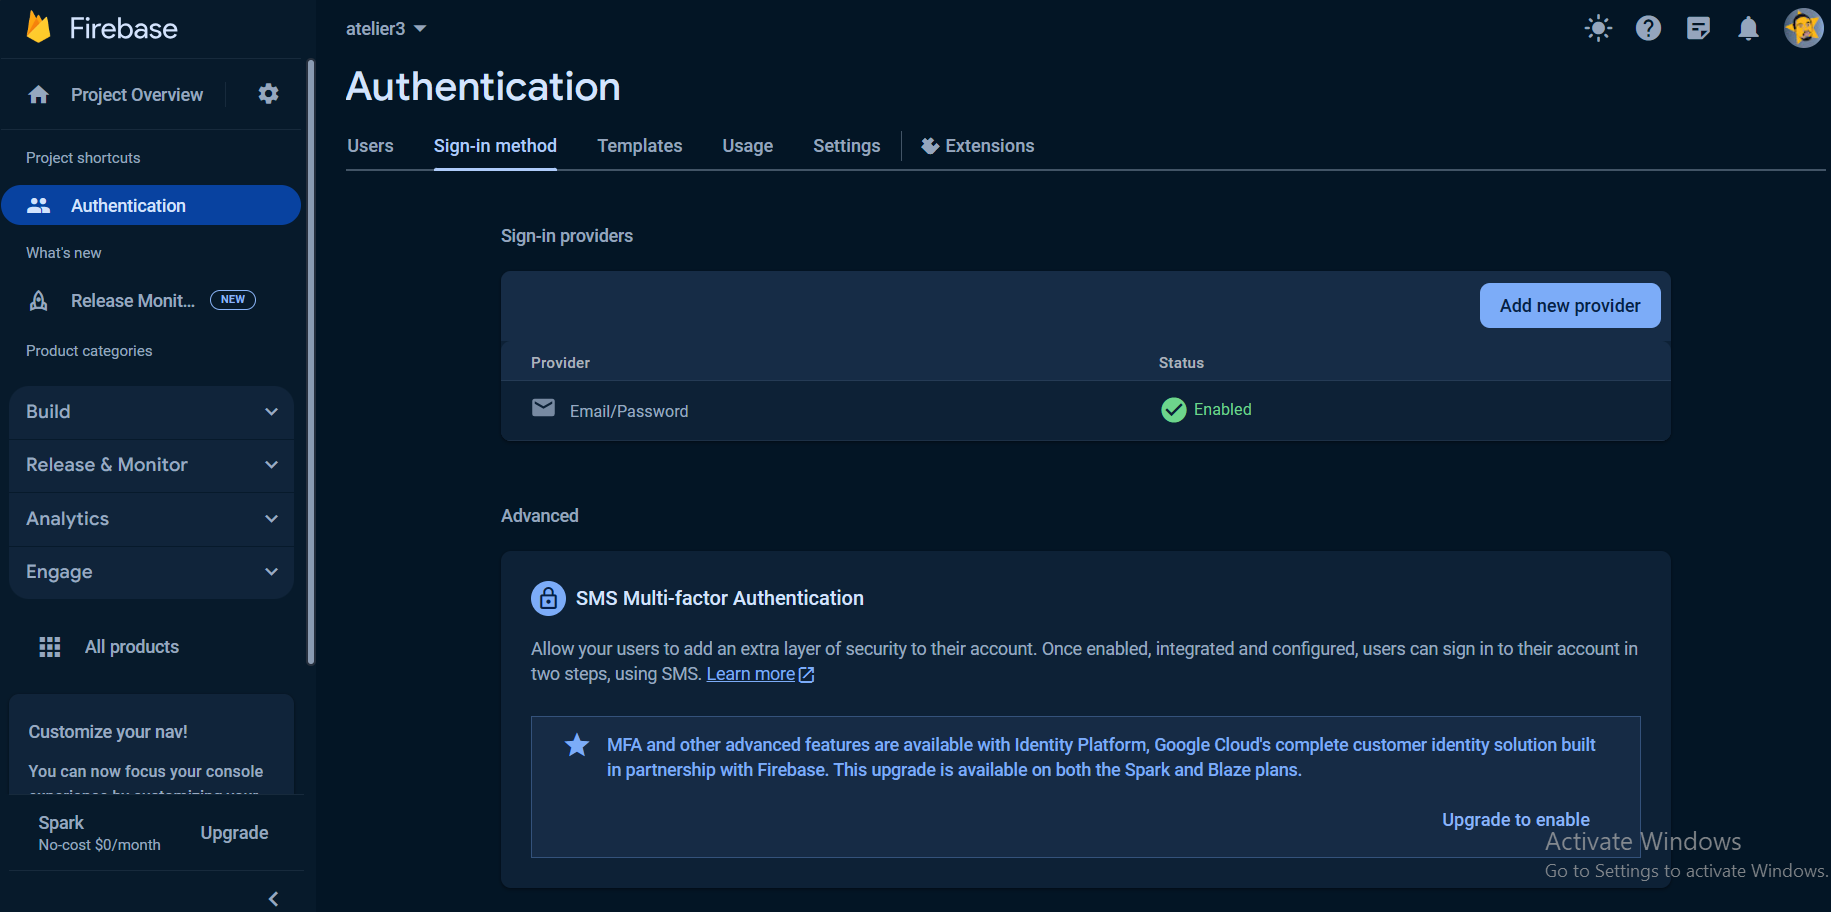 Firebase
atelier3
Project Overview
Authentication
Users
Sign-in method
Templates
Usage
Settings
Extensions
Project shortcuts
Authentication
What's new
Release Monit...
NEW
Product categories
Build
Release & Monitor
Analytics
Engage
All products
Customize your nav!
You can now focus your console
experience by customizing your
Spark
No-cost $0/month
Upgrade
Sign-in providers
Add new provider
Provider
Status
Email/Password
Enabled
Advanced
SMS Multi-factor Authentication
Allow your users to add an extra layer of security to their account. Once enabled, integrated and configured, users can sign in to their account in
two steps, using SMS. Learn more
MFA and other advanced features are available with Identity Platform, Google Cloud's complete customer identity solution built
in partnership with Firebase. This upgrade is available on both the Spark and Blaze plans.
Upgrade to enable
Activate Windows
Go to Settings to activate Windows.